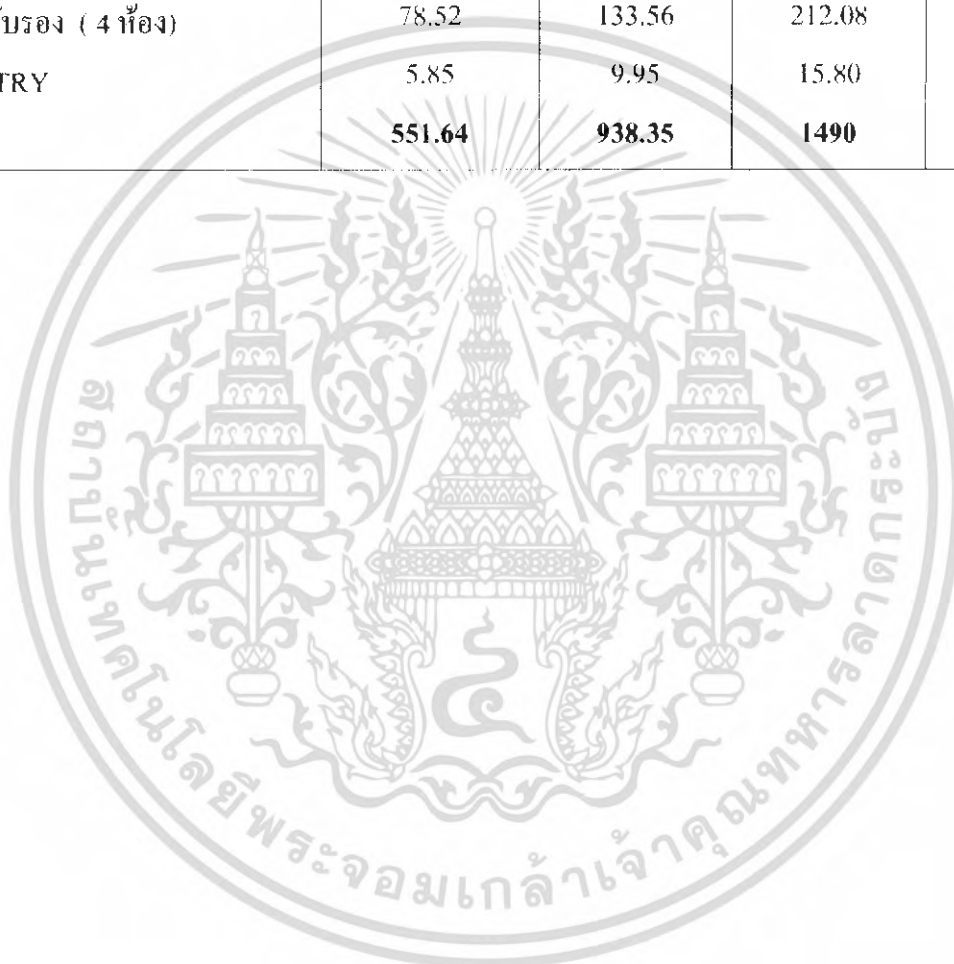 บรอง ( 4 ห้อง) 78.52 133.56 212.08
TRY 5.85 9.95 15.80
551.64 938.35 1490
สถาบันเทคโนโลยีพระจอมเกล้าเจ้าคุณทหารลาดกระบัง
๔